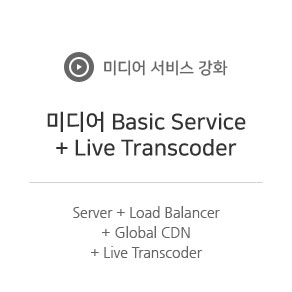 미디어 서비스 강화
미디어 Basic Service
+ Live Transcoder
Server + Load Balancer
+ Global CDN
+ Live Transcoder